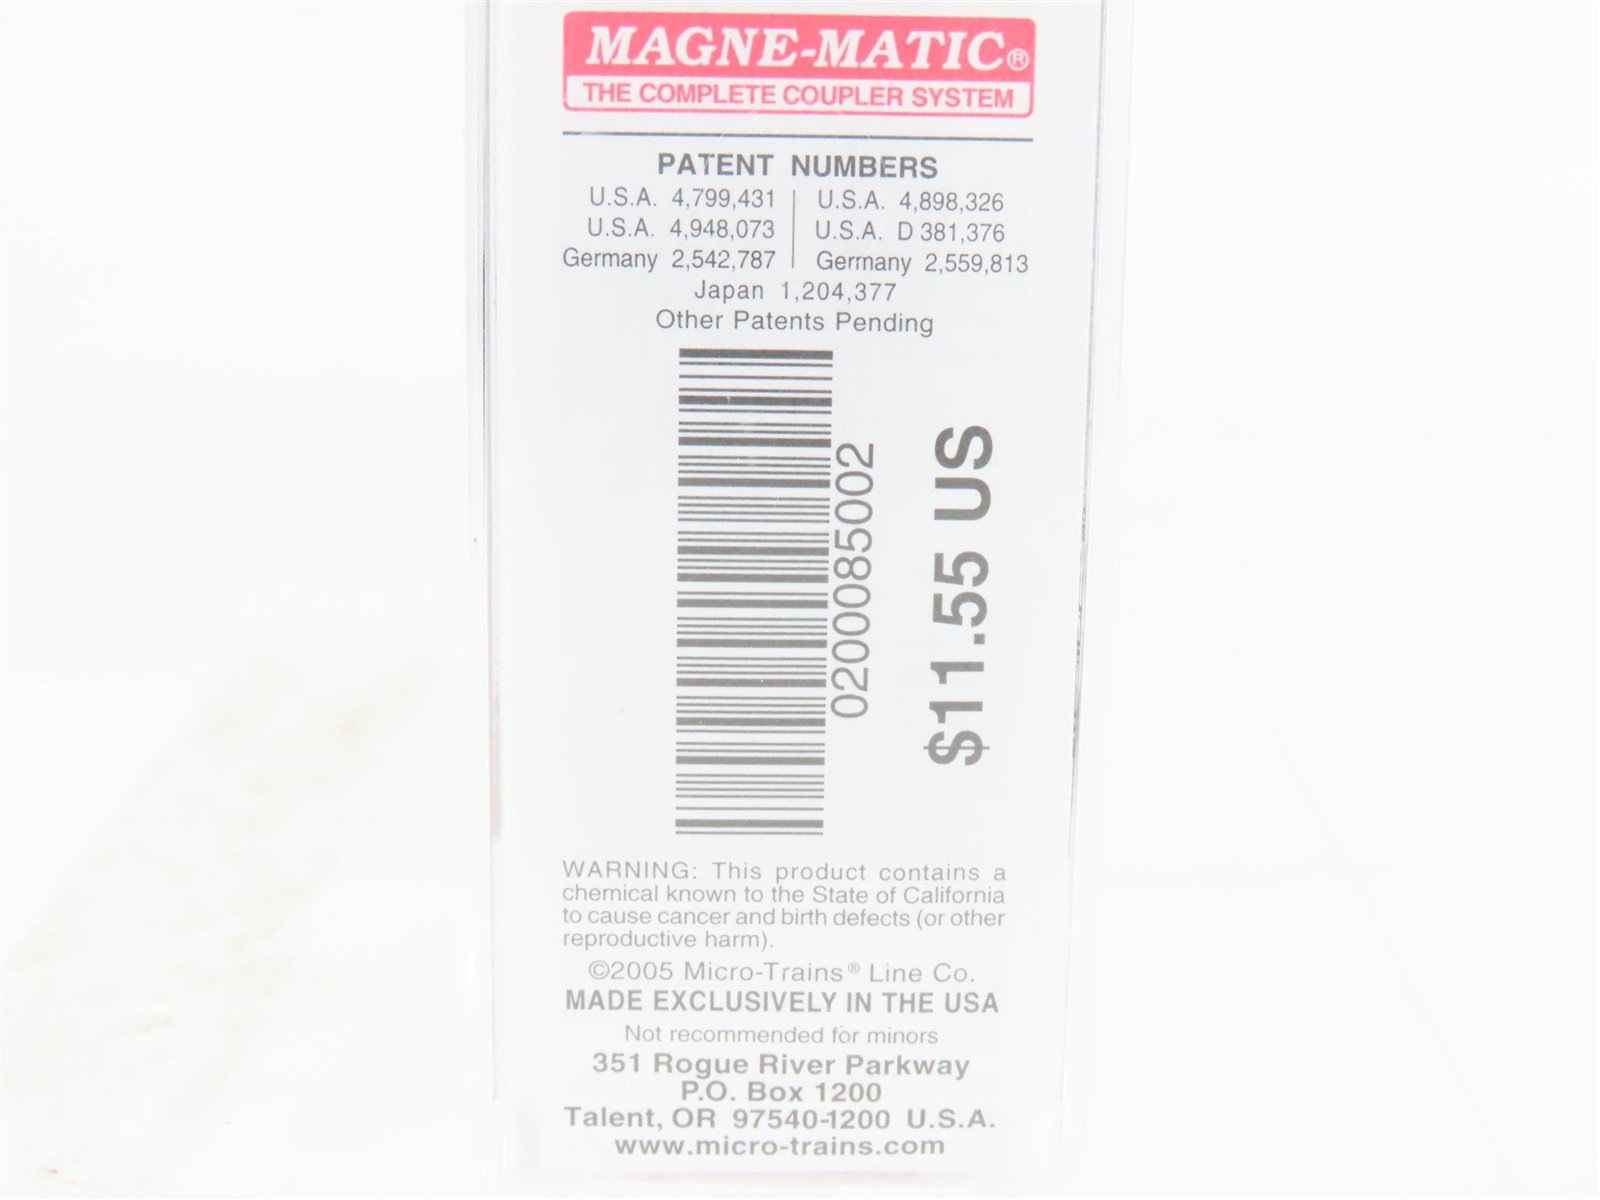 MAGNE-MATIC®
THE COMPLETE COUPLER SYSTEM
PATENT NUMBERS
U.S.A. 4,799,431 | U.S.A. 4,898,326
U.S.A. 4,948,073 | U.S.A. D 381,376
Germany 2,542,787 | Germany 2,559,813
Japan 1,204,377
Other Patents Pending
0200085002
$11.55 US
WARNING: This product contains a
chemical known to the State of California
to cause cancer and birth defects (or other
reproductive harm).
©2005 Micro-Trains® Line Co.
MADE EXCLUSIVELY IN THE USA
Not recommended for minors
351 Rogue River Parkway
P.O. Box 1200
Talent, OR 97540-1200 U.S.A.
www.micro-trains.com